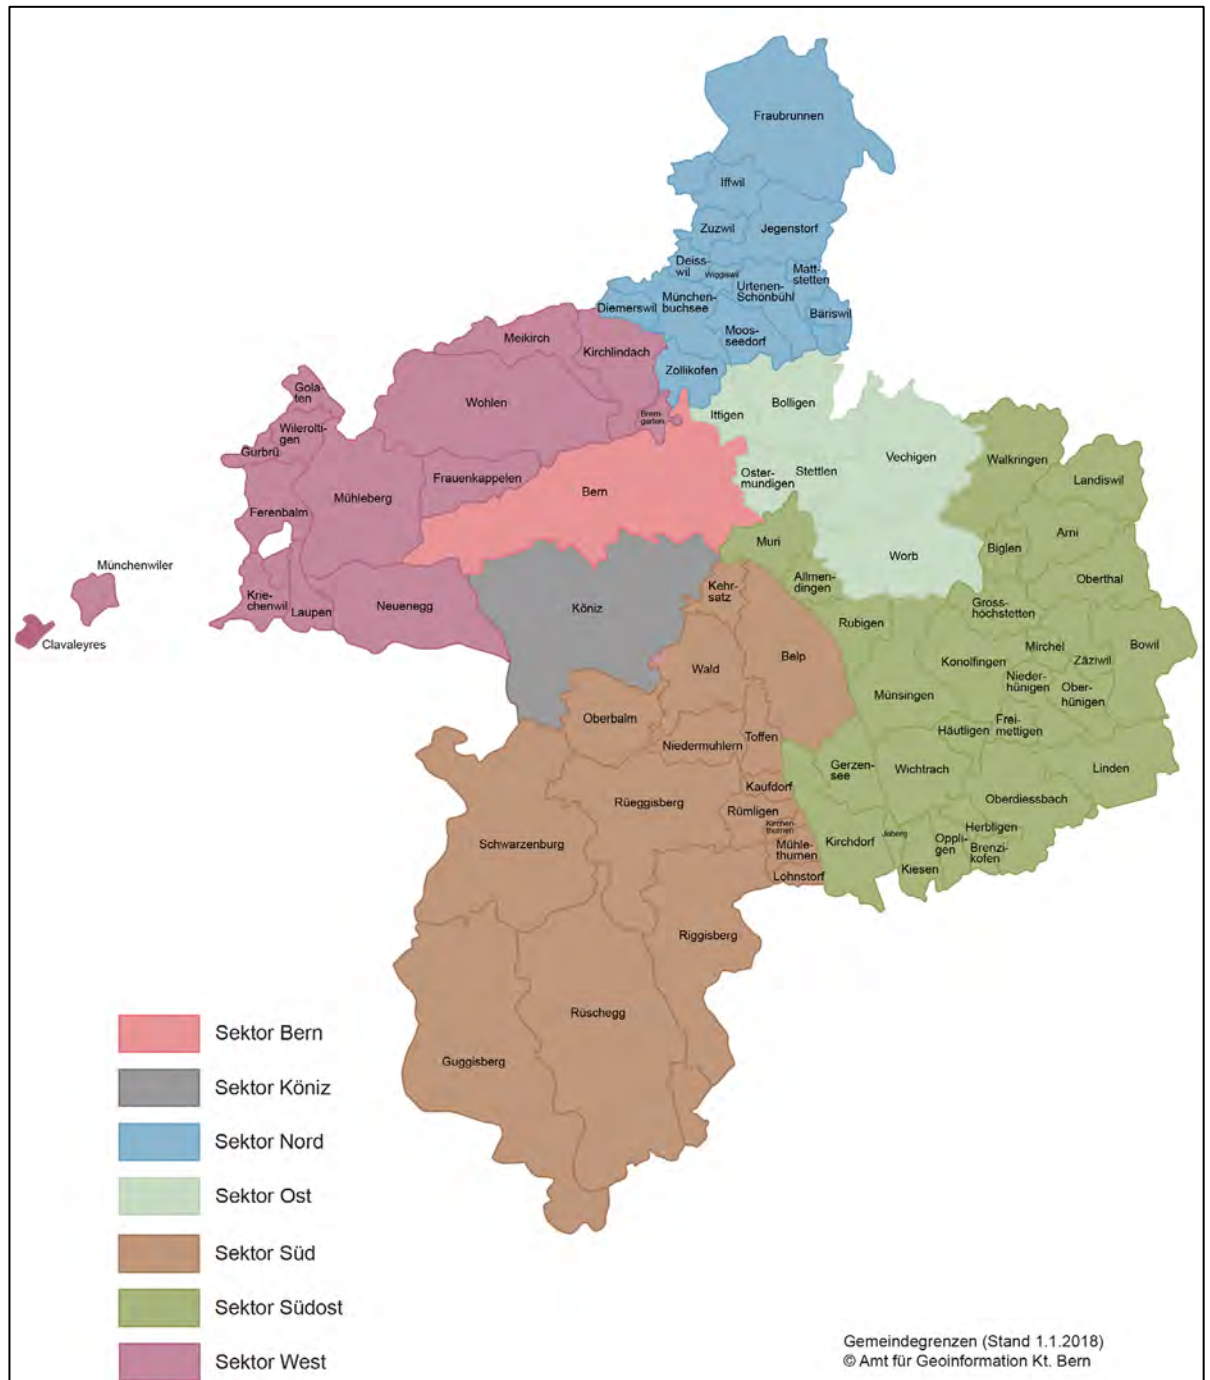 Fraubrunnen
Iffwil
Zuzwil
Jegenstorf
Deiss-
wil
Wiggiswil
Matt-
stetten
Urtenen-
Schönbühl
München-
buchsee
Diemerswil
Bäriswil
Moos-
seedorf
Meikirch
Kirchlindach
Zollikofen
Gola-
ten
Wohlen
Bolligen
Ittigen
Brem-
garten
Wilerolti-
gen
Gurbrü
Vechigen
Walkringen
Landiswil
Frauenkappelen
Oster-
mundigen
Stettlen
Mühleberg
Bern
Ferenbalm
Muri
Worb
Biglen
Arni
Münchenwiler
Allmen-
dingen
Oberthal
Krie-
chenwil
Laupen
Neuenegg
Köniz
Kehr-
satz
Gross-
höchstetten
Rubigen
Clavaleyres
Mirchel
Bowil
Belp
Konolfingen
Zäziwil
Wald
Nieder-
hünigen
Ober-
hünigen
Münsingen
Oberbalm
Häutligen
Frei-
mettigen
Toffen
Niedermuhlern
Gerzen-
see
Wichtrach
Linden
Kaufdorf
Rüeggisberg
Oberdiessbach
Rümligen
Kirchen-
thurnen
Herbligen
Schwarzenburg
Mühle-
thurnen
Kirchdorf
Jaberg
Oppli-
gen
Brenzi-
kofen
Kiesen
Lohnstorf
Riggisberg
Rüschegg
Guggisberg
Sektor Bern
Sektor Köniz
Sektor Nord
Sektor Ost
Sektor Süd
Sektor Südost
Sektor West
Gemeindegrenzen (Stand 1.1.2018)
© Amt für Geoinformation Kt. Bern